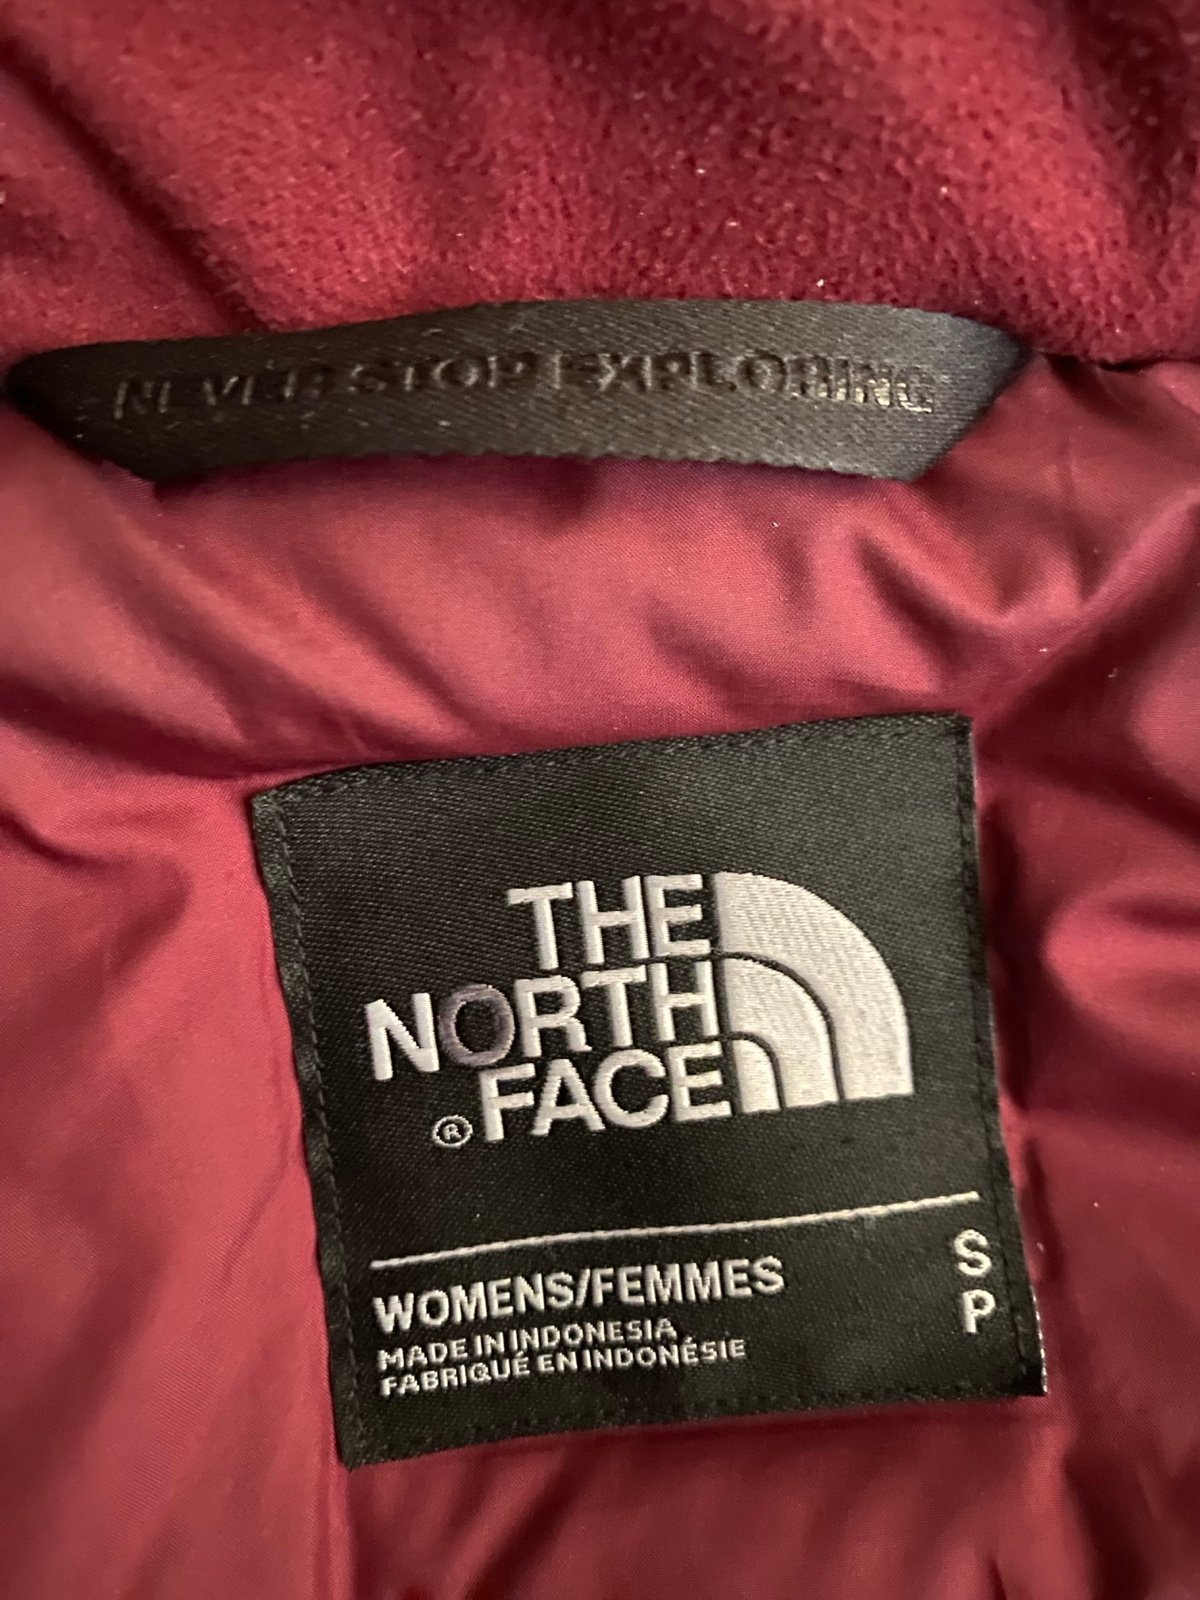 NEVER STOP EXPLORING
THE
NORTH
® FACE
WOMENS/FEMMES
MADE IN INDONESIA
FABRIQUÉ EN INDONÉSIE
S
P